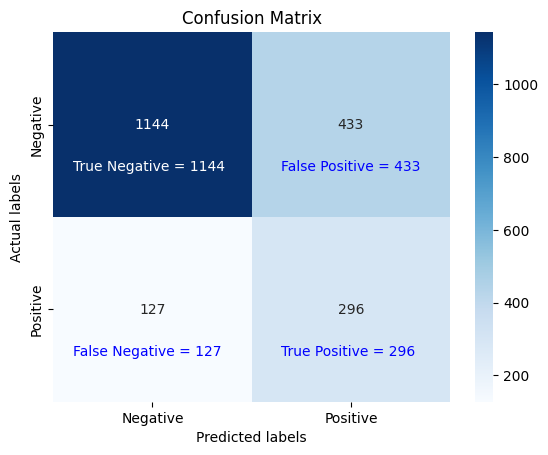 Confusion Matrix
Negative
1144
433
True Negative = 1144
False Positive = 433
Actual labels
Positive
127
296
False Negative = 127
True Positive = 296
Negative
Positive
Predicted labels
1000
800
600
400
200